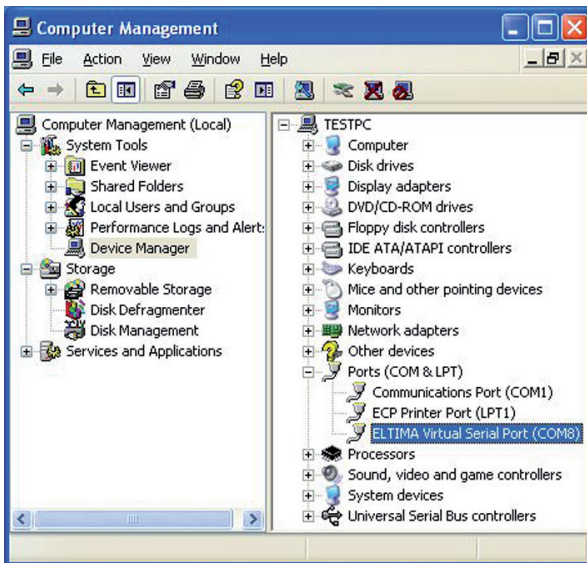 Computer Management
File Action View Window Help
Computer Management (Local)
System Tools
Event Viewer
Shared Folders
Local Users and Groups
Performance Logs and Alert
Device Manager
Storage
Removable Storage
Disk Defragmenter
Disk Management
Services and Applications
TESTPC
Computer
Disk drives
Display adapters
DVD/CD-ROM drives
Floppy disk controllers
IDE ATA/ATAPI controllers
Keyboards
Mice and other pointing devices
Monitors
Network adapters
Other devices
Ports (COM & LPT)
Communications Port (COM1)
ECP Printer Port (LPT1)
ELTIMA Virtual Serial Port (COM8)
Processors
Sound, video and game controllers
System devices
Universal Serial Bus controllers